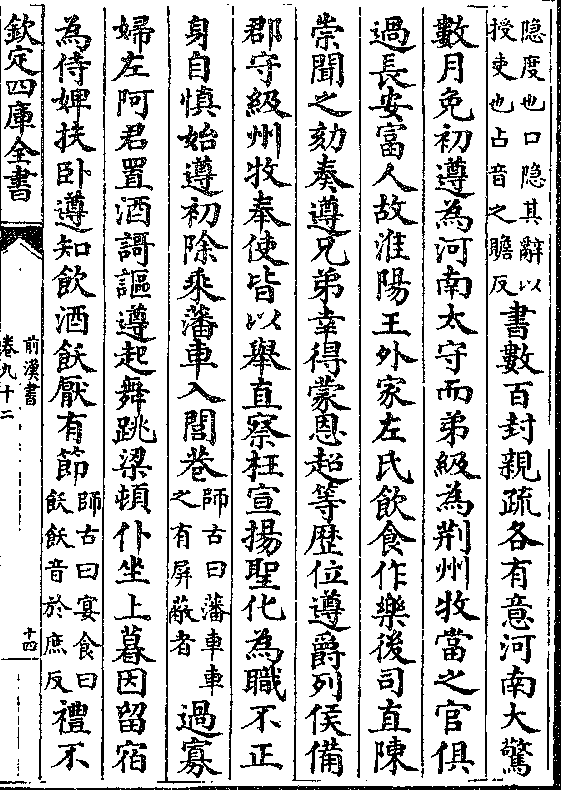 隐度也口隐其辭以
授吏也占音之贍反
書數百封親疏各有意河南大驚
數月免初遵為河南太守而弟級為荆州牧當之官俱
過長安富人故淮陽王外家左氏飲食作樂後司直陳
崇聞之劾奏遵兄弟幸得蒙恩超等歴位遵爵列侯備
郡守級州牧奉使皆以舉直察枉宣揚聖化為職不正
身自慎始遵初除乘藩車入閭巷
師古曰藩車車
之有屏蔽者
過寡
婦左阿君置酒謌謳遵起舞跳梁頓仆坐上暮因留宿
為侍婢扶卧遵知飲酒飫厭有節
師古曰宴食曰
飫飫音於庶反
禮不
欽定四庫全書
前漢書
卷九十二
十四